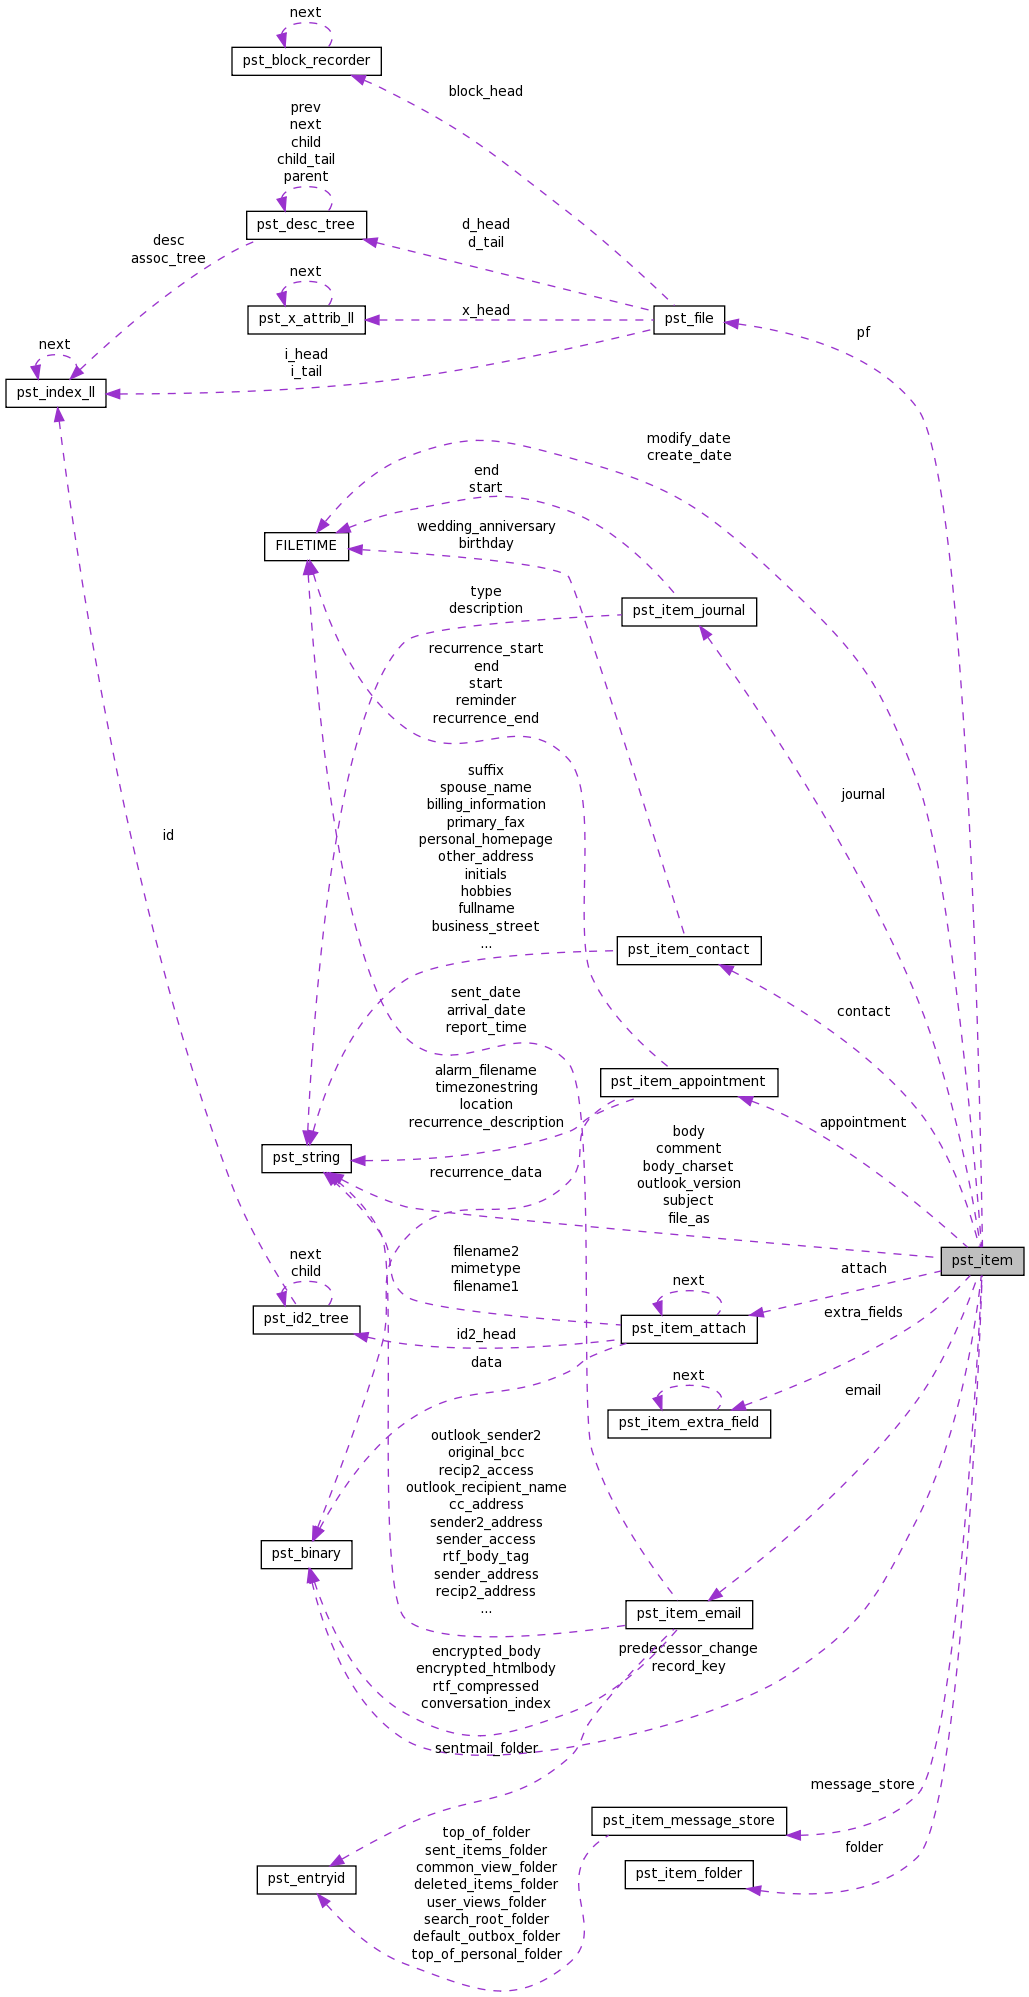 next
pst_block_recorder
block_head
prev
next
child
child_tail
parent
pst_desc_tree
d_head
d_tail
desc
assoc_tree
next
pst_x_attrib_ll
x_head
pst_file
pf
next
pst_index_ll
i_head
i_tail
modify_date
create_date
end
start
wedding_anniversary
birthday
FILETIME
type
description
pst_item_journal
recurrence_start
end
start
reminder
recurrence_end
suffix
spouse_name
billing_information
primary_fax
personal_homepage
other_address
initials
hobbies
fullname
business_street
...
journal
id
pst_item_contact
contact
sent_date
arrival_date
report_time
alarm_filename
timezonestring
location
recurrence_description
pst_item_appointment
appointment
pst_string
recurrence_data
body
comment
body_charset
outlook_version
subject
file_as
pst_item
next
child
pst_id2_tree
filename2
mimetype
filename1
id2_head
data
next
pst_item_attach
attach
extra_fields
next
pst_item_extra_field
email
outlook_sender2
original_bcc
recip2_access
outlook_recipient_name
cc_address
sender2_address
sender_access
rtf_body_tag
sender_address
recip2_address
...
pst_binary
pst_item_email
encrypted_body
encrypted_htmlbody
rtf_compressed
conversation_index
predecessor_change
record_key
sentmail_folder
message_store
pst_item_message_store
folder
pst_item_folder
pst_entryid
top_of_folder
sent_items_folder
common_view_folder
deleted_items_folder
user_views_folder
search_root_folder
default_outbox_folder
top_of_personal_folder